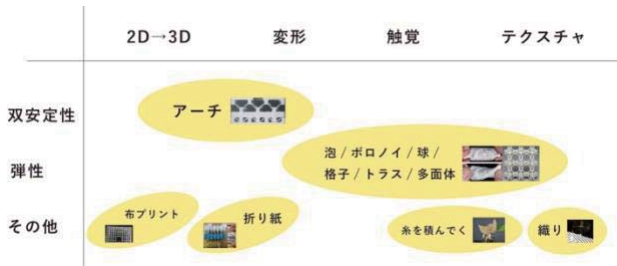 2D→3D 変形 触覚 テクスチャ
双安定性
アーチ
弾性
泡 / ボロノイ / 球 /
格子 / トラス / 多面体
その他
布プリント
折り紙
糸を積んでく
織り